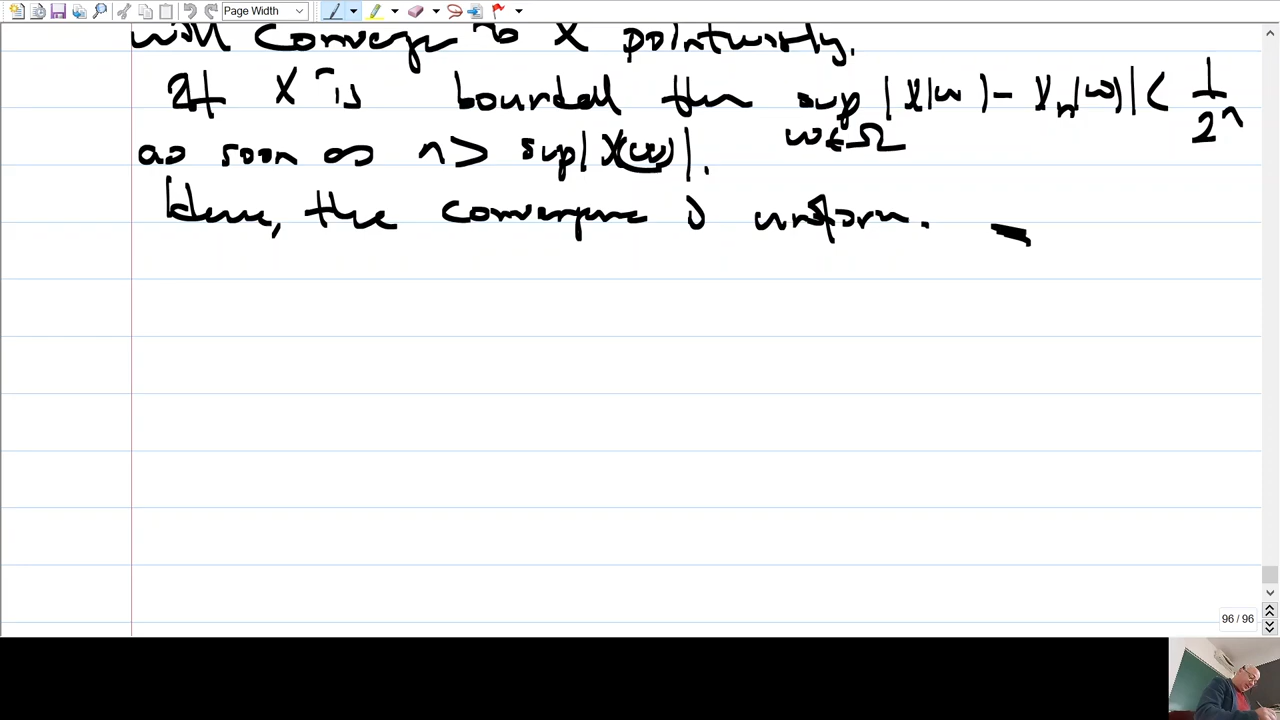 Page Width
will converge to X pointwisely.
If X is bounded then sup |X(ω) - Xn(ω)| < 1/2^n
ω∈Ω
as soon as n > sup |X(ω)|.
Hence, the convergence is uniform.
96 / 96